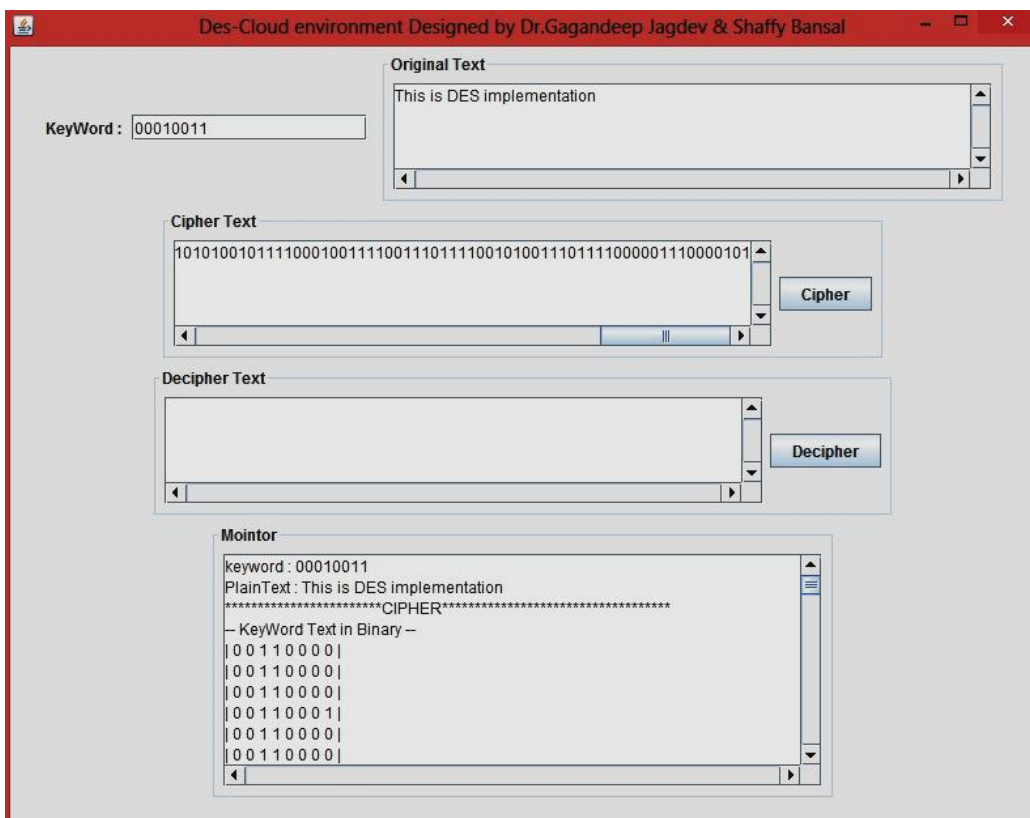 Des-Cloud environment Designed by Dr.Gagandeep Jagdev & Shaffy Bansal
Original Text
This is DES implementation
KeyWord : 00010011
Cipher Text
1010100101111000100111110011101111100101001110111110000011100001​01
Cipher
Decipher Text
Decipher
Mointor
keyword : 00010011
PlainText : This is DES implementation
************************CIPHER***********************************
-- KeyWord Text in Binary --
| 0 0 1 1 0 0 0 0 |
| 0 0 1 1 0 0 0 0 |
| 0 0 1 1 0 0 0 0 |
| 0 0 1 1 0 0 0 1 |
| 0 0 1 1 0 0 0 0 |
| 0 0 1 1 0 0 0 0 |